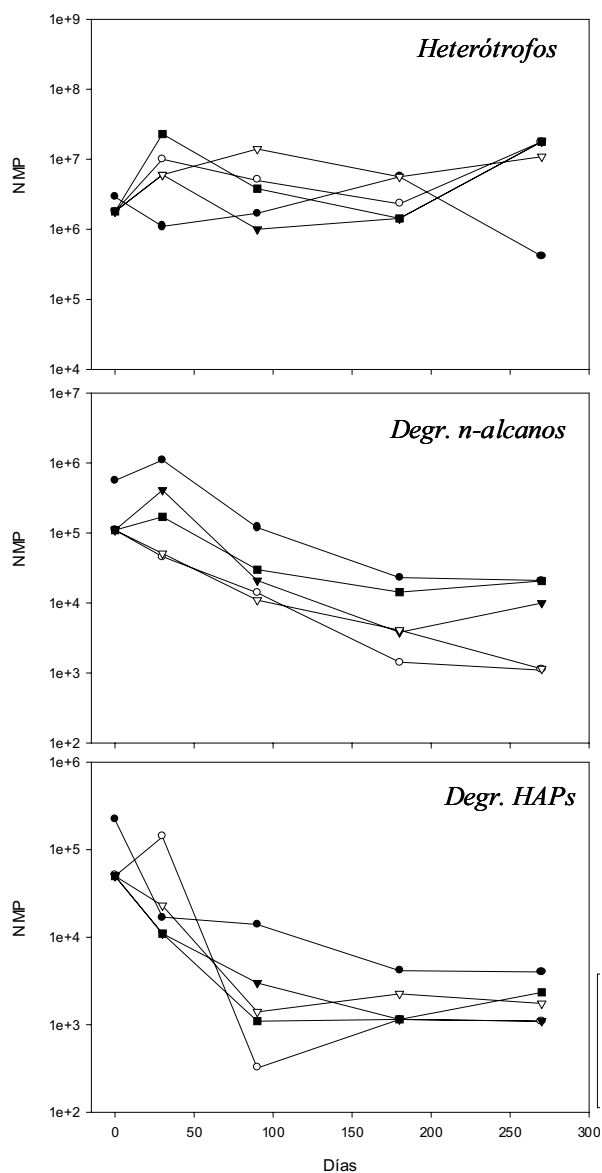 Heterótrofos
1e+9
1e+8
1e+7
1e+6
1e+5
1e+4
NMP
Degr. n-alcanos
1e+7
1e+6
1e+5
1e+4
1e+3
1e+2
NMP
Degr. HAPs
1e+6
1e+5
1e+4
1e+3
1e+2
NMP
0 50 100 150 200 250 300
Días